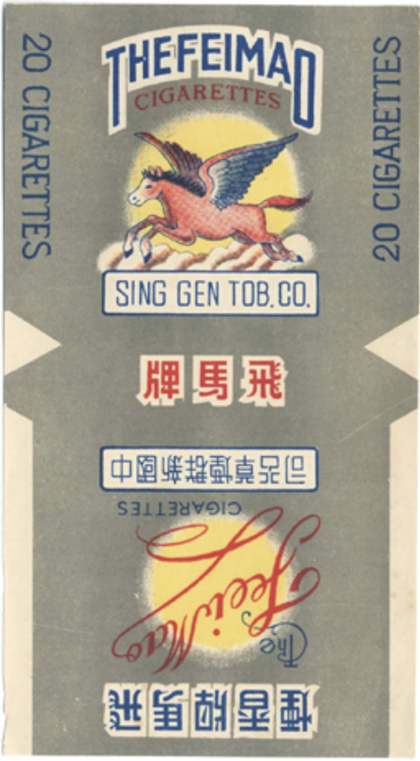 THEFEIMAO
CIGARETTES
20 CIGARETTES
20 CIGARETTES
SING GEN TOB. CO.
飛馬牌
飛馬牌香煙
The FeiMao
CIGARETTES
中國新群煙草公司